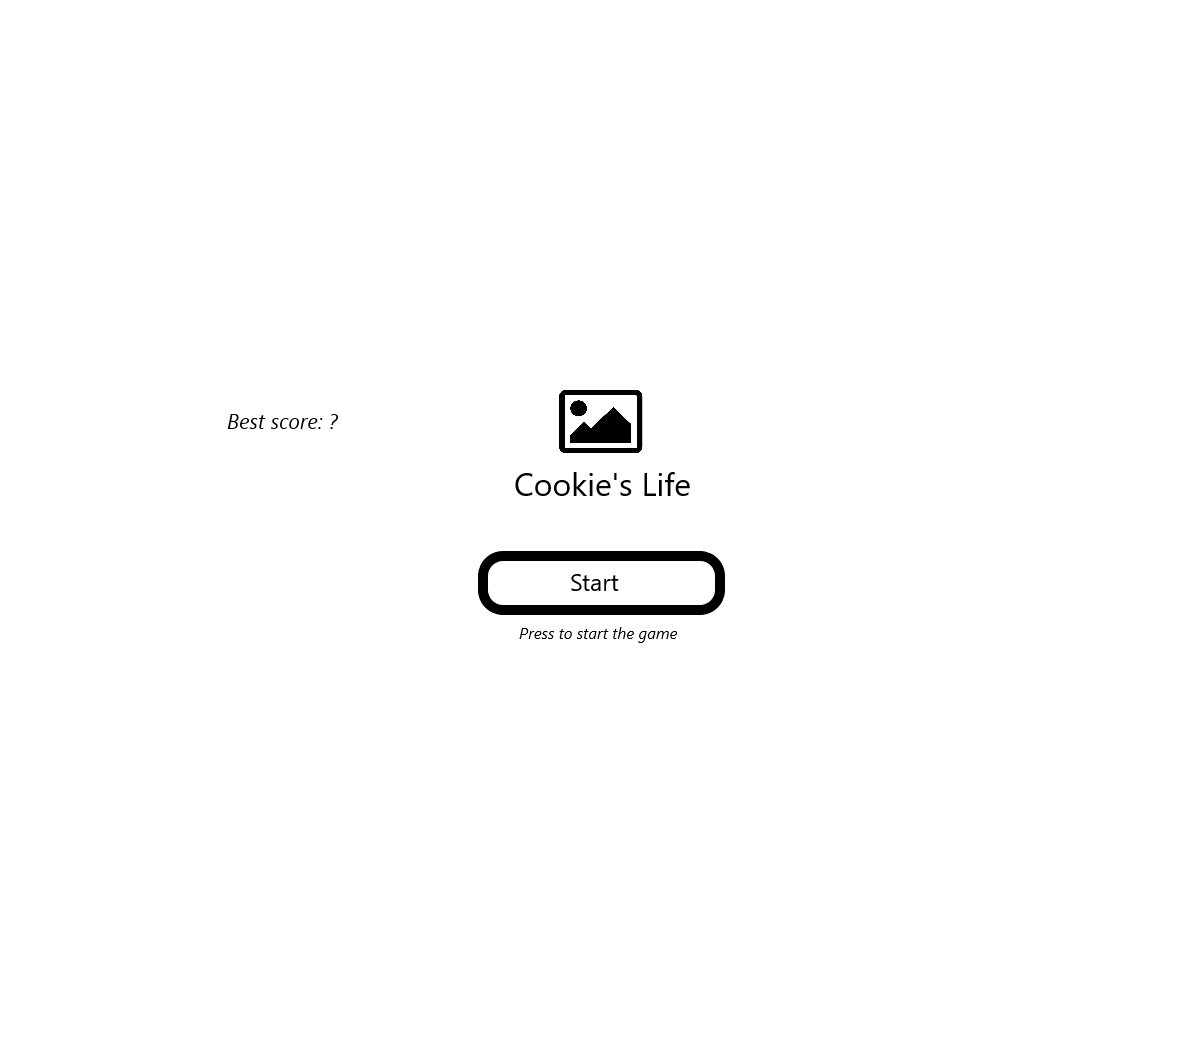 Best score: ?
Cookie's Life
Start
Press to start the game